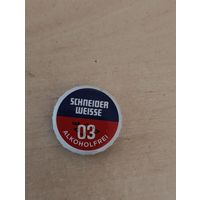 SCHNEIDER
WEISSE
03
ALKOHOLFREI